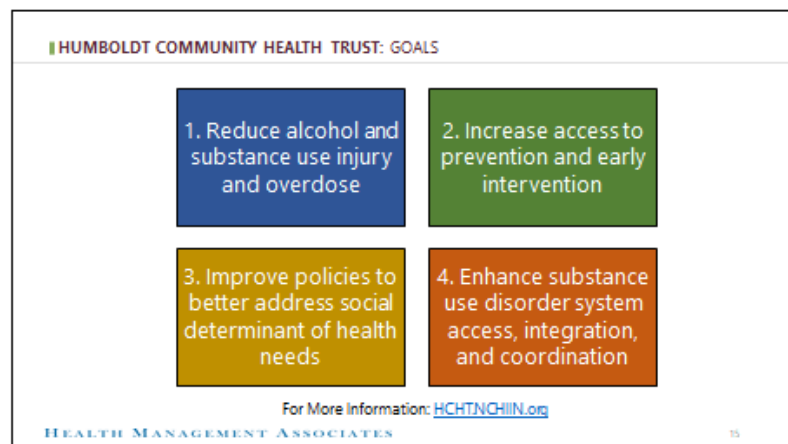 HUMBOLDT COMMUNITY HEALTH TRUST: GOALS
1. Reduce alcohol and
substance use injury
and overdose
2. Increase access to
prevention and early
intervention
3. Improve policies to
better address social
determinant of health
needs
4. Enhance substance
use disorder system
access, integration,
and coordination
For More Information: HCHT.NCHIIN.org
HEALTH MANAGEMENT ASSOCIATES
15